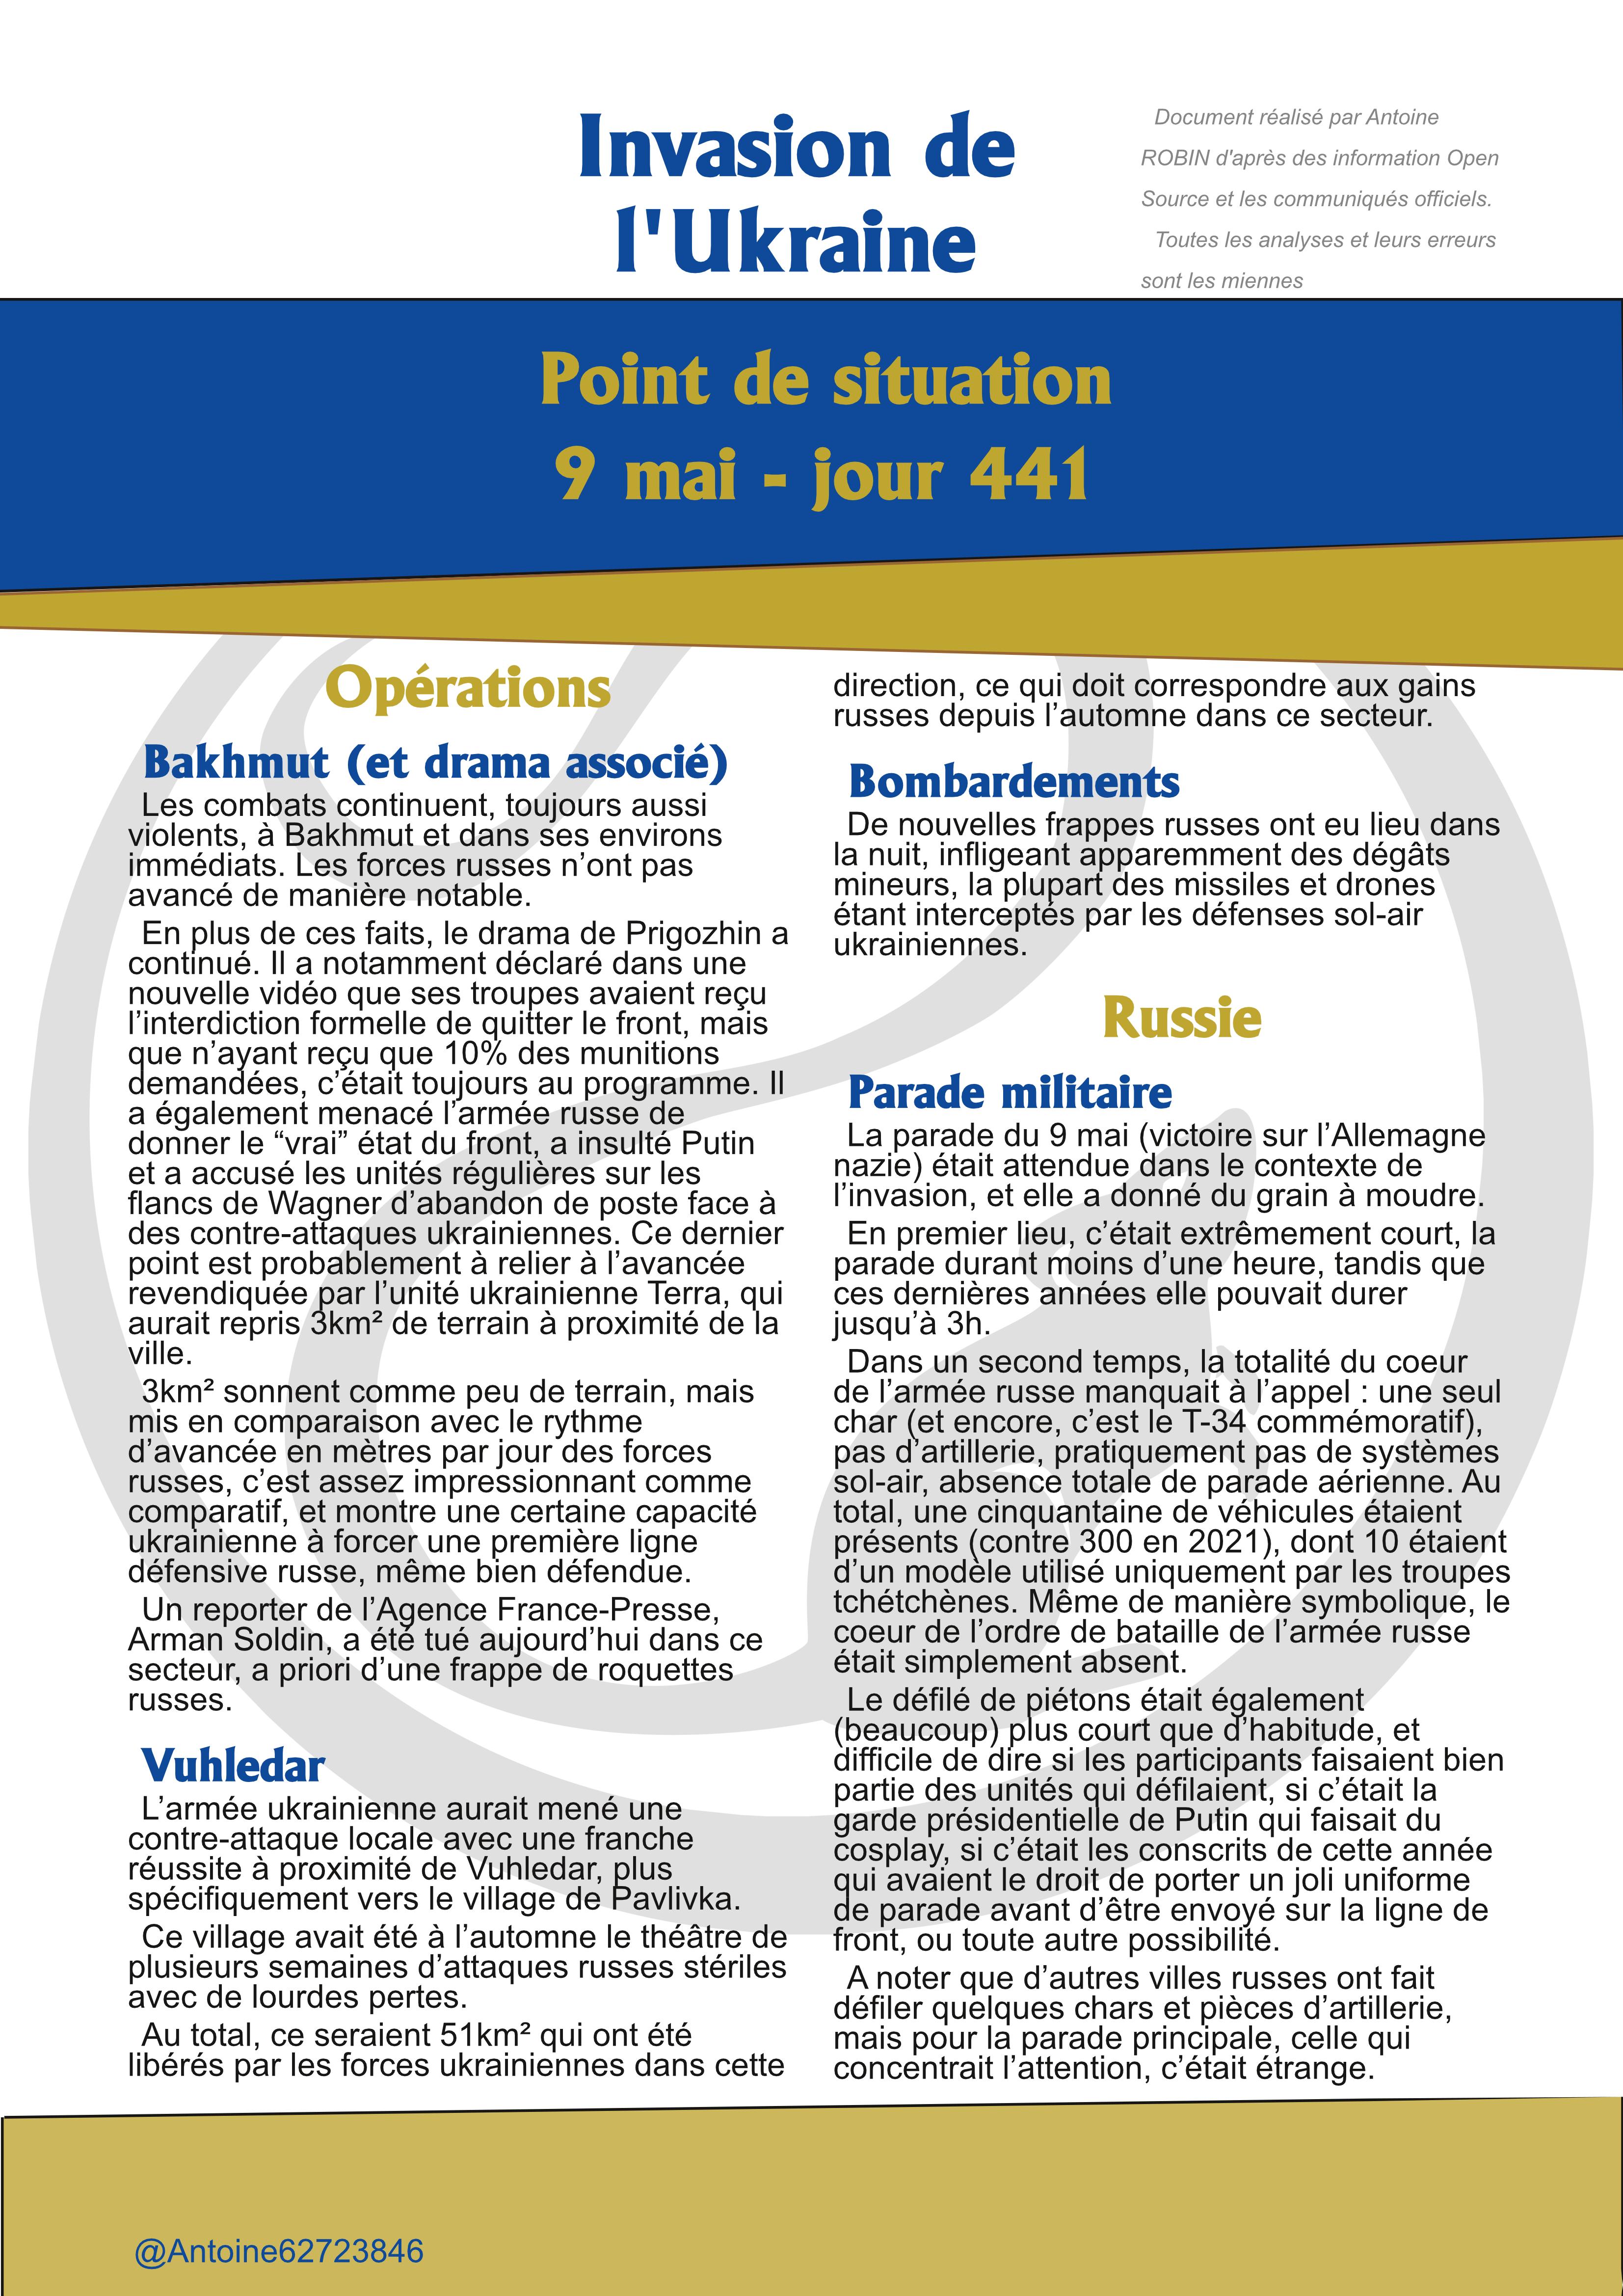 Invasion de
l'Ukraine
Document réalisé par Antoine
ROBIN d'après des information Open
Source et les communiqués officiels.
Toutes les analyses et leurs erreurs
sont les miennes
Point de situation
9 mai - jour 441
Opérations
Bakhmut (et drama associé)
Les combats continuent, toujours aussi
violents, à Bakhmut et dans ses environs
immédiats. Les forces russes n’ont pas
avancé de manière notable.
En plus de ces faits, le drama de Prigozhin a
continué. Il a notamment déclaré dans une
nouvelle vidéo que ses troupes avaient reçu
l’interdiction formelle de quitter le front, mais
que n’ayant reçu que 10% des munitions
demandées, c’était toujours au programme. Il
a également menacé l’armée russe de
donner le “vrai” état du front, a insulté Putin
et a accusé les unités régulières sur les
flancs de Wagner d’abandon de poste face à
des contre-attaques ukrainiennes. Ce dernier
point est probablement à relier à l’avancée
revendiquée par l’unité ukrainienne Terra, qui
aurait repris 3km² de terrain à proximité de la
ville.
3km² sonnent comme peu de terrain, mais
mis en comparaison avec le rythme
d’avancée en mètres par jour des forces
russes, c’est assez impressionnant comme
comparatif, et montre une certaine capacité
ukrainienne à forcer une première ligne
défensive russe, même bien défendue.
Un reporter de l’Agence France-Presse,
Arman Soldin, a été tué aujourd’hui dans ce
secteur, a priori d’une frappe de roquettes
russes.
Vuhledar
L’armée ukrainienne aurait mené une
contre-attaque locale avec une franche
réussite à proximité de Vuhledar, plus
spécifiquement vers le village de Pavlivka.
Ce village avait été à l’automne le théâtre de
plusieurs semaines d’attaques russes stériles
avec de lourdes pertes.
Au total, ce seraient 51km² qui ont été
libérés par les forces ukrainiennes dans cette
direction, ce qui doit correspondre aux gains
russes depuis l’automne dans ce secteur.
Bombardements
De nouvelles frappes russes ont eu lieu dans
la nuit, infligeant apparemment des dégâts
mineurs, la plupart des missiles et drones
étant interceptés par les défenses sol-air
ukrainiennes.
Russie
Parade militaire
La parade du 9 mai (victoire sur l’Allemagne
nazie) était attendue dans le contexte de
l’invasion, et elle a donné du grain à moudre.
En premier lieu, c’était extrêmement court, la
parade durant moins d’une heure, tandis que
ces dernières années elle pouvait durer
jusqu’à 3h.
Dans un second temps, la totalité du coeur
de l’armée russe manquait à l’appel : une seul
char (et encore, c’est le T-34 commémoratif),
pas d’artillerie, pratiquement pas de systèmes
sol-air, absence totale de parade aérienne. Au
total, une cinquantaine de véhicules étaient
présents (contre 300 en 2021), dont 10 étaient
d’un modèle utilisé uniquement par les troupes
tchétchènes. Même de manière symbolique, le
coeur de l’ordre de bataille de l’armée russe
était simplement absent.
Le défilé de piétons était également
(beaucoup) plus court que d’habitude, et
difficile de dire si les participants faisaient bien
partie des unités qui défilaient, si c’était la
garde présidentielle de Putin qui faisait du
cosplay, si c’était les conscrits de cette année
qui avaient le droit de porter un joli uniforme
de parade avant d’être envoyé sur la ligne de
front, ou toute autre possibilité.
A noter que d’autres villes russes ont fait
défiler quelques chars et pièces d’artillerie,
mais pour la parade principale, celle qui
concentrait l’attention, c’était étrange.
@Antoine62723846